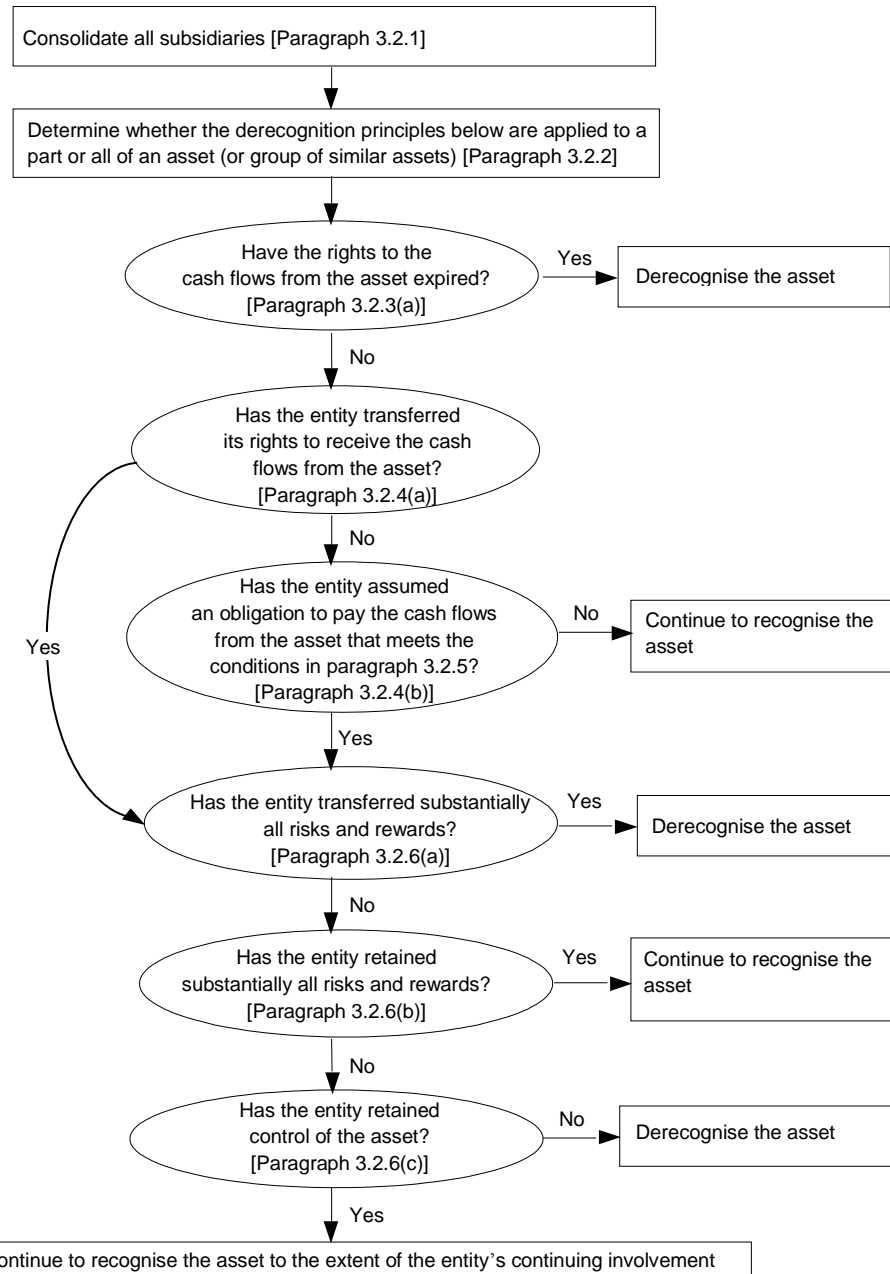 Consolidate all subsidiaries [Paragraph 3.2.1]
Determine whether the derecognition principles below are applied to a
part or all of an asset (or group of similar assets) [Paragraph 3.2.2]
Have the rights to the
cash flows from the asset expired?
[Paragraph 3.2.3(a)]
Yes
Derecognise the asset
No
Has the entity transferred
its rights to receive the cash
flows from the asset?
[Paragraph 3.2.4(a)]
No
Has the entity assumed
an obligation to pay the cash flows
from the asset that meets the
conditions in paragraph 3.2.5?
[Paragraph 3.2.4(b)]
No
Continue to recognise the
asset
Yes
Yes
Has the entity transferred substantially
all risks and rewards?
[Paragraph 3.2.6(a)]
Yes
Derecognise the asset
No
Has the entity retained
substantially all risks and rewards?
[Paragraph 3.2.6(b)]
Yes
Continue to recognise the
asset
No
Has the entity retained
control of the asset?
[Paragraph 3.2.6(c)]
No
Derecognise the asset
Yes
ontinue to recognise the asset to the extent of the entity’s continuing involvement